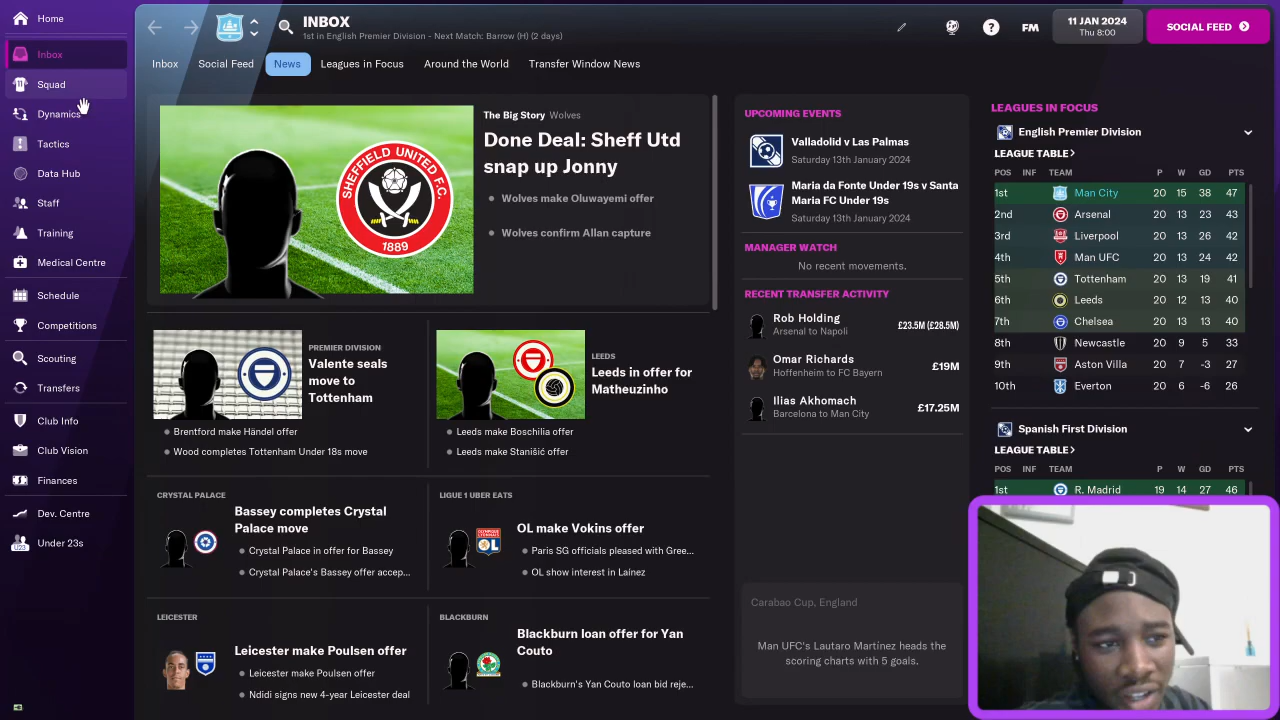 Home
Inbox
Squad
Dynamics
Tactics
Data Hub
Staff
Training
Medical Centre
Schedule
Competitions
Scouting
Transfers
Club Info
Club Vision
Finances
Dev. Centre
Under 23s
INBOX
1st in English Premier Division - Next Match: Barrow (H) (2 days)
FM
11 JAN 2024
Thu 8:00
SOCIAL FEED
Inbox
Social Feed
News
Leagues in Focus
Around the World
Transfer Window News
SHEFFIELD UNITED F.C.
1889
The Big Story Wolves
Done Deal: Sheff Utd
snap up Jonny
Wolves make Oluwayemi offer
Wolves confirm Allan capture
PREMIER DIVISION
Valente seals
move to
Tottenham
Brentford make Händel offer
Wood completes Tottenham Under 18s move
LEEDS
Leeds in offer for
Matheuzinho
Leeds make Boschilia offer
Leeds make Stanišić offer
CRYSTAL PALACE
Bassey completes Crystal
Palace move
Crystal Palace in offer for Bassey
Crystal Palace's Bassey offer accep...
LIGUE 1 UBER EATS
OL make Vokins offer
Paris SG officials pleased with Gree...
OL show interest in Laínez
LEICESTER
Leicester make Poulsen offer
Leicester make Poulsen offer
Ndidi signs new 4-year Leicester deal
BLACKBURN
Blackburn loan offer for Yan
Couto
Blackburn's Yan Couto loan bid reje...
UPCOMING EVENTS
Valladolid v Las Palmas
Saturday 13th January 2024
Maria da Fonte Under 19s v Santa
Maria FC Under 19s
Saturday 13th January 2024
MANAGER WATCH
No recent movements.
RECENT TRANSFER ACTIVITY
Rob Holding
Arsenal to Napoli
£23.5M (£28.5M)
Omar Richards
Hoffenheim to FC Bayern
£19M
Ilias Akhomach
Barcelona to Man City
£17.25M
Carabao Cup, England
Man UFC's Lautaro Martínez heads the
scoring charts with 5 goals.
LEAGUES IN FOCUS
English Premier Division
LEAGUE TABLE
POS INF TEAM P W GD PTS
1st Man City 20 15 38 47
2nd Arsenal 20 13 23 43
3rd Liverpool 20 13 26 42
4th Man UFC 20 13 24 42
5th Tottenham 20 13 19 41
6th Leeds 20 12 13 40
7th Chelsea 20 13 13 40
8th Newcastle 20 9 5 33
9th Aston Villa 20 7 -3 27
10th Everton 20 6 -6 26
Spanish First Division
LEAGUE TABLE
POS INF TEAM P W GD PTS
1st R. Madrid 19 14 27 46